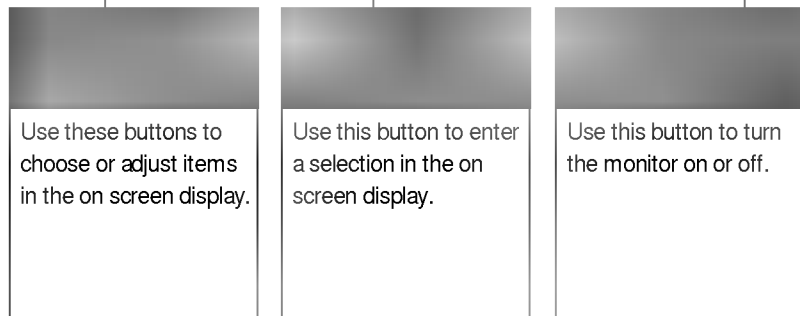 Use these buttons to
choose or adjust items
in the on screen display.
Use this button to enter
a selection in the on
screen display.
Use this button to turn
the monitor on or off.